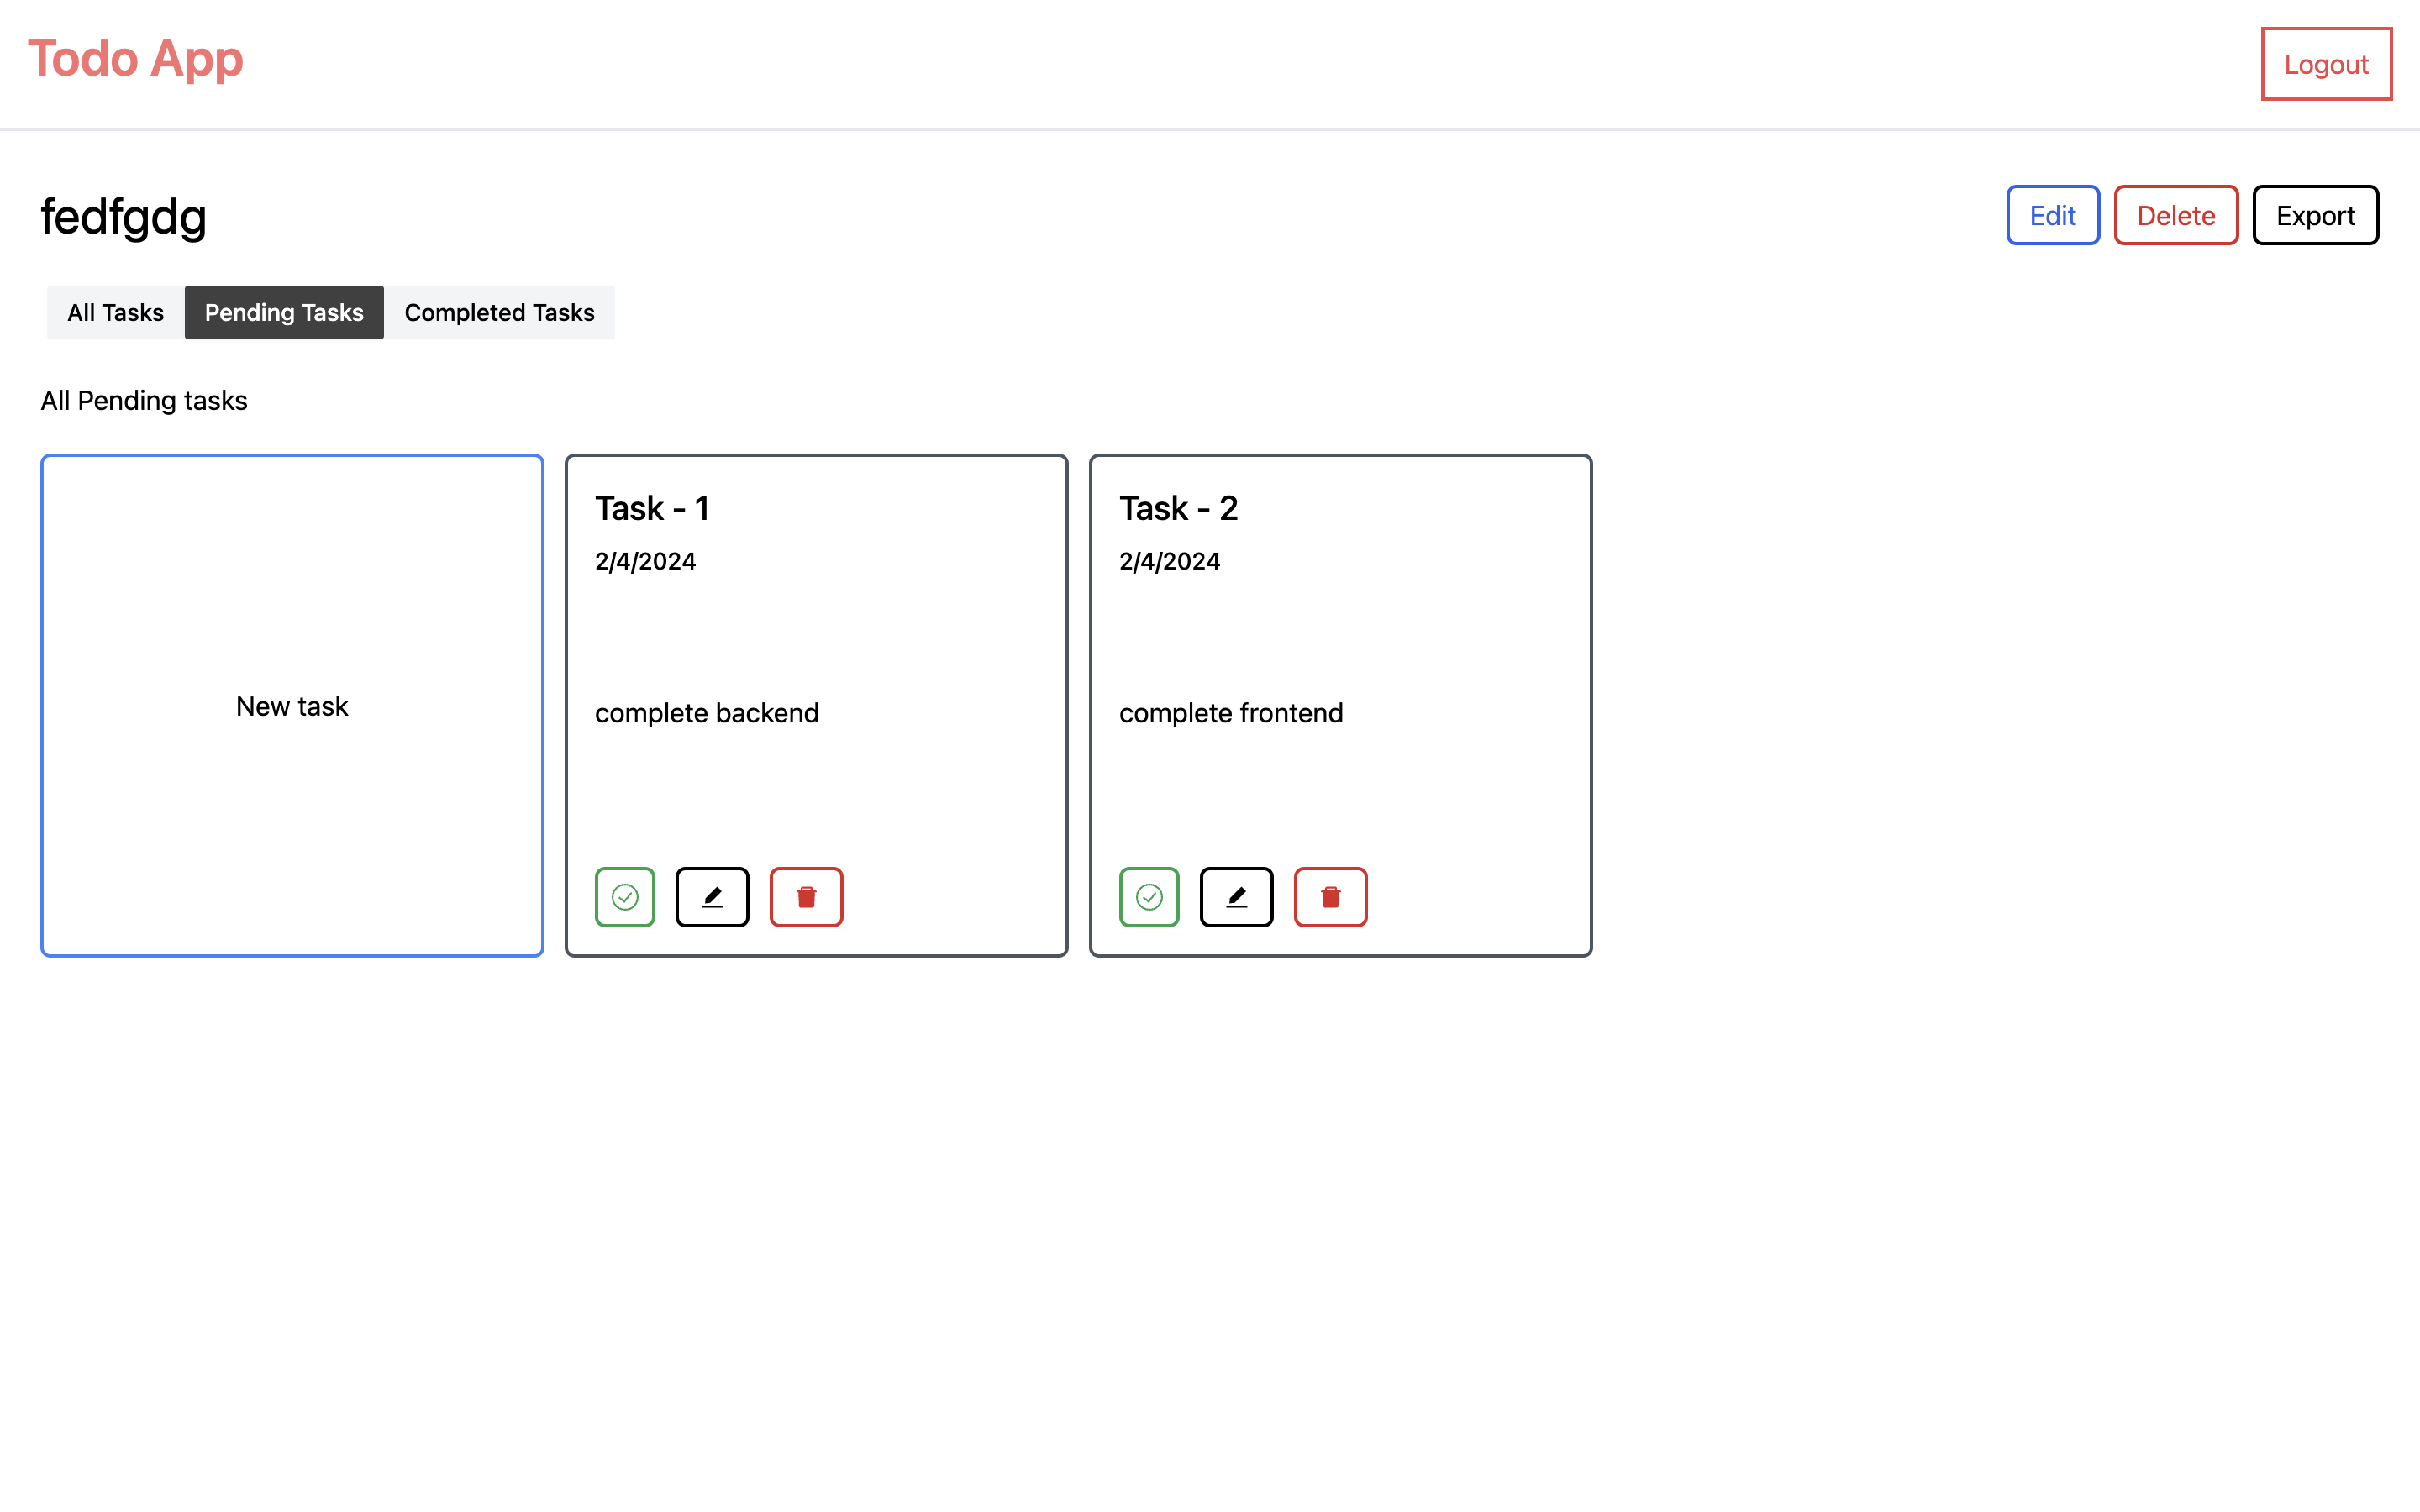 Todo App
Logout
fedfgdg
Edit
Delete
Export
All Tasks
Pending Tasks
Completed Tasks
All Pending tasks
New task
Task - 1
2/4/2024
complete backend
Task - 2
2/4/2024
complete frontend